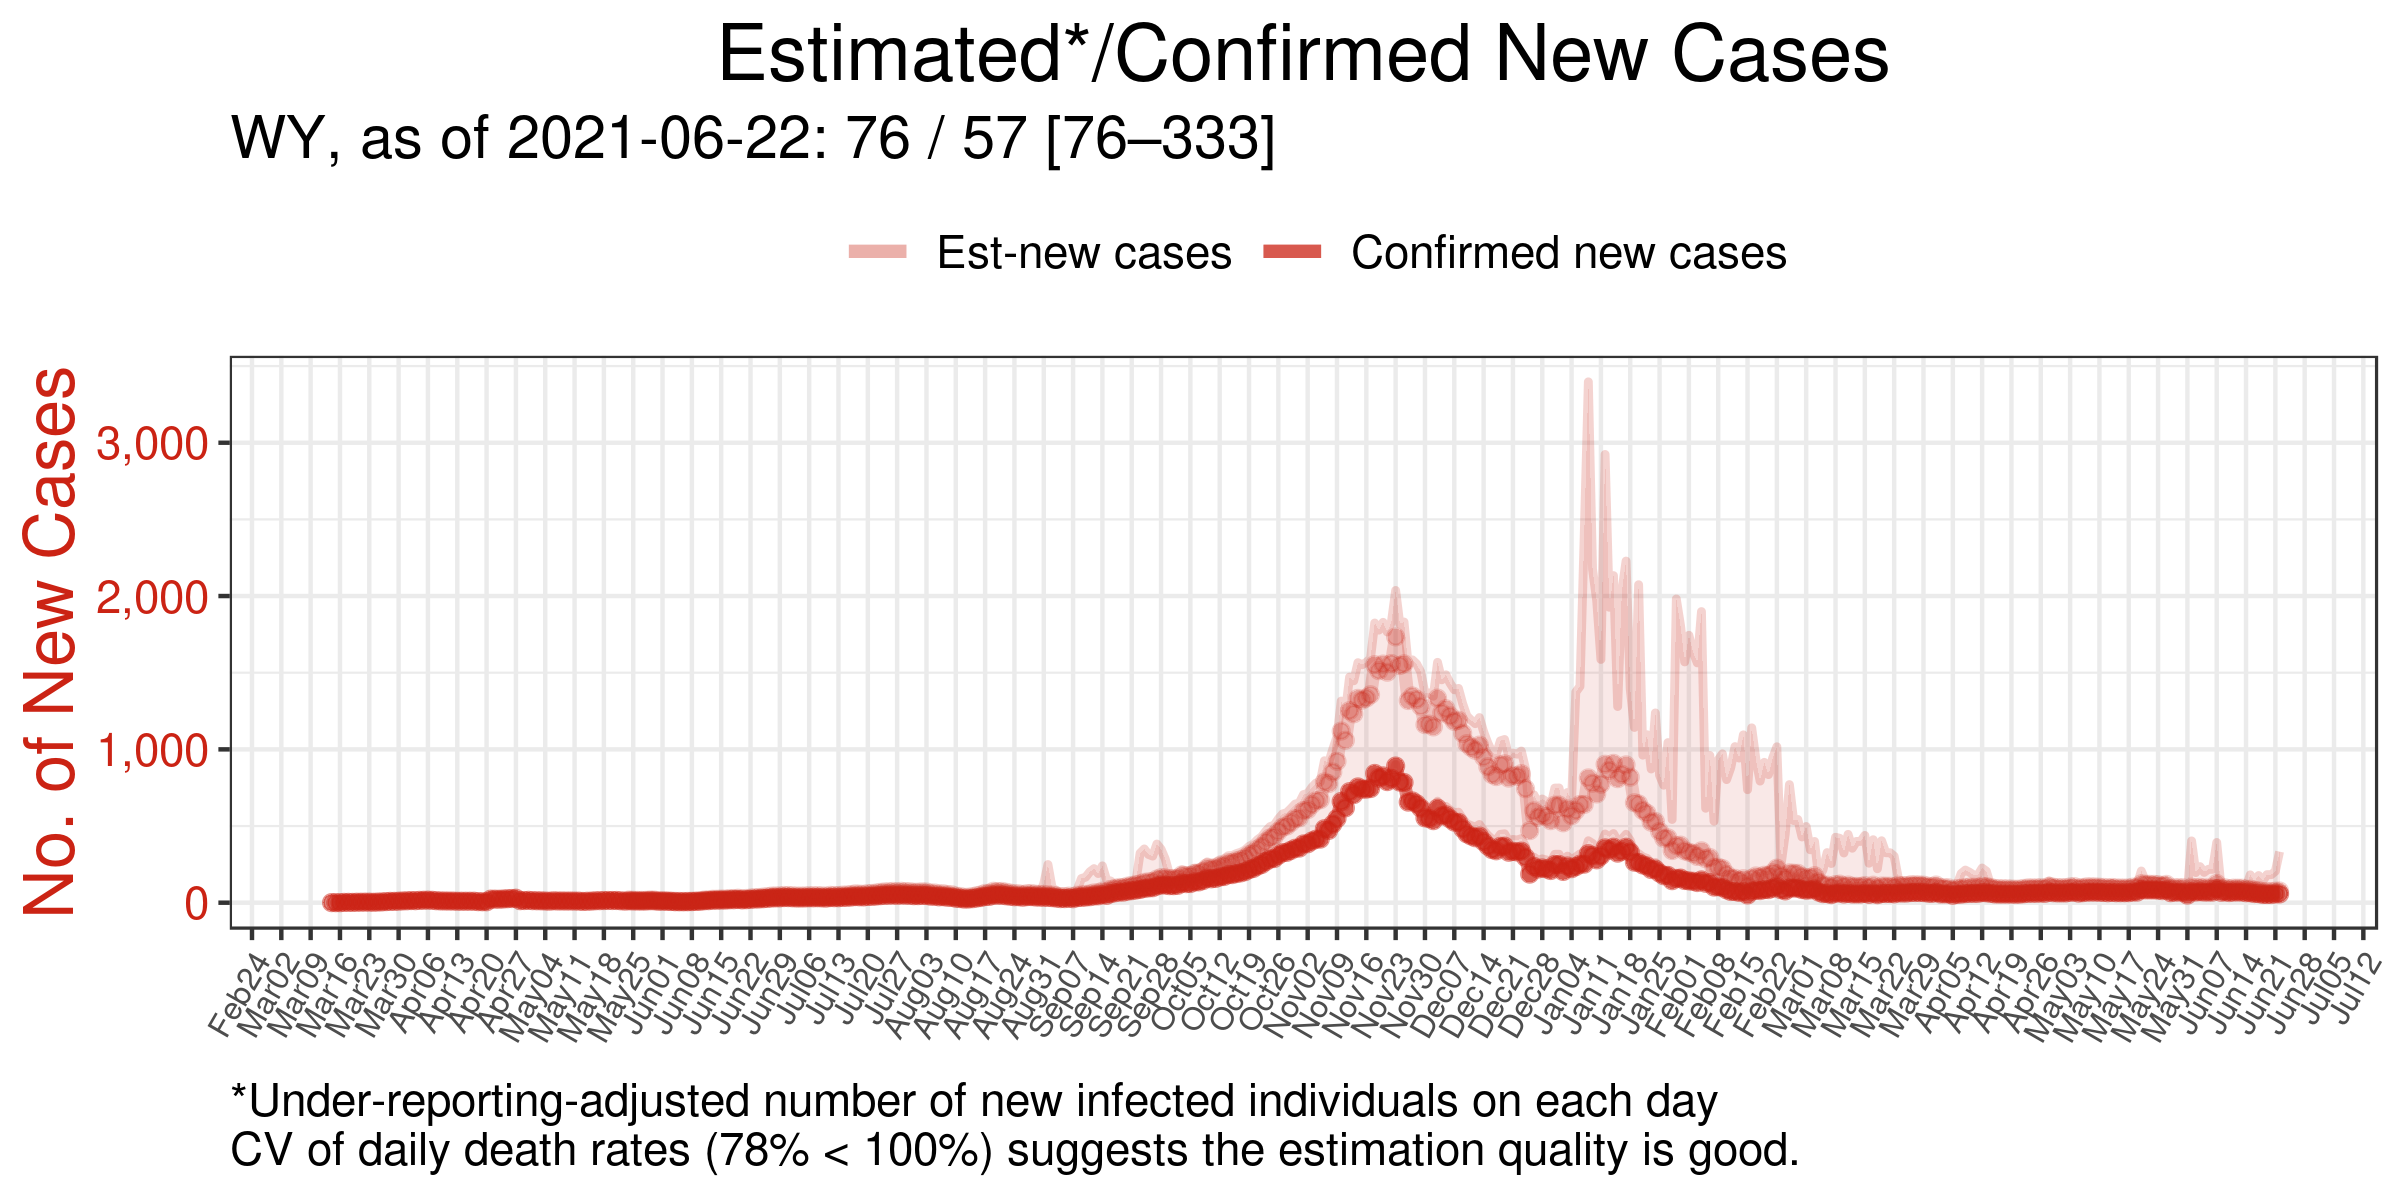 Estimated*/Confirmed New Cases
WY, as of 2021-06-22: 76 / 57 [76–333]
Est-new cases
Confirmed new cases
No. of New Cases
3,000
2,000
1,000
0
Feb24
Mar02
Mar09
Mar16
Mar23
Mar30
Apr06
Apr13
Apr20
Apr27
May04
May11
May18
May25
Jun01
Jun08
Jun15
Jun22
Jun29
Jul06
Jul13
Jul20
Jul27
Aug03
Aug10
Aug17
Aug24
Aug31
Sep07
Sep14
Sep21
Sep28
Oct05
Oct12
Oct19
Oct26
Nov02
Nov09
Nov16
Nov23
Nov30
Dec07
Dec14
Dec21
Dec28
Jan04
Jan11
Jan18
Jan25
Feb01
Feb08
Feb15
Feb22
Mar01
Mar08
Mar15
Mar22
Mar29
Apr05
Apr12
Apr19
Apr26
May03
May10
May17
May24
May31
Jun07
Jun14
Jun21
Jun28
Jul05
Jul12
*Under-reporting-adjusted number of new infected individuals on each day
CV of daily death rates (78% < 100%) suggests the estimation quality is good.